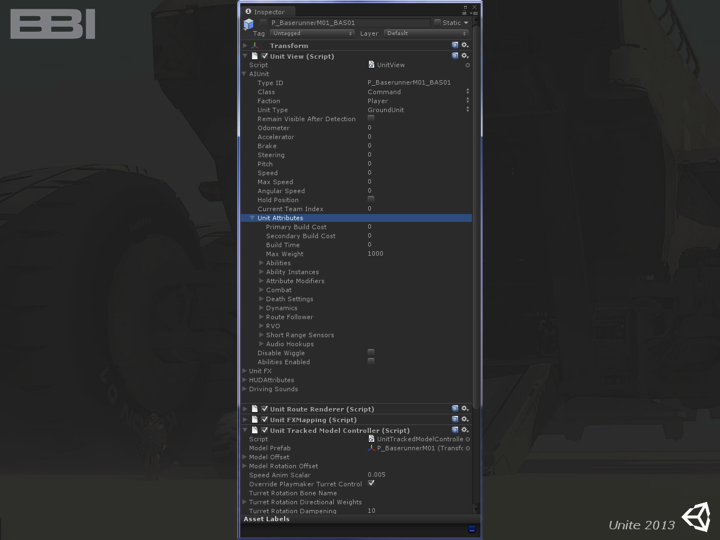 BBI
Inspector
P_BaserunnerM01_BAS01 Static
Tag Untagged Layer Default
Transform
Unit View (Script)
Script UnitView
AIUnit
Type ID P_BaserunnerM01_BAS01
Class Command
Faction Player
Unit Type GroundUnit
Remain Visible After Detection
Odometer 0
Accelerator 0
Brake 0
Steering 0
Pitch 0
Speed 0
Max Speed 0
Angular Speed 0
Hold Position
Current Team Index 0
Unit Attributes
Primary Build Cost 0
Secondary Build Cost 0
Build Time 0
Max Weight 1000
Abilities
Ability Instances
Attribute Modifiers
Combat
Death Settings
Dynamics
Route Follower
RVO
Short Range Sensors
Audio Hookups
Disable Wiggle
Abilities Enabled
Unit FX
HUDAttributes
Driving Sounds
Unit Route Renderer (Script)
Unit FXMapping (Script)
Unit Tracked Model Controller (Script)
Script UnitTrackedModelControlle
Model Prefab P_BaserunnerM01 (Transfc
Model Offset
Model Rotation Offset
Speed Anim Scalar 0.005
Override Playmaker Turret Control
Turret Rotation Bone Name
Turret Rotation Directional Weights
Turret Rotation Dampening 10
Asset Labels
Unite 2013